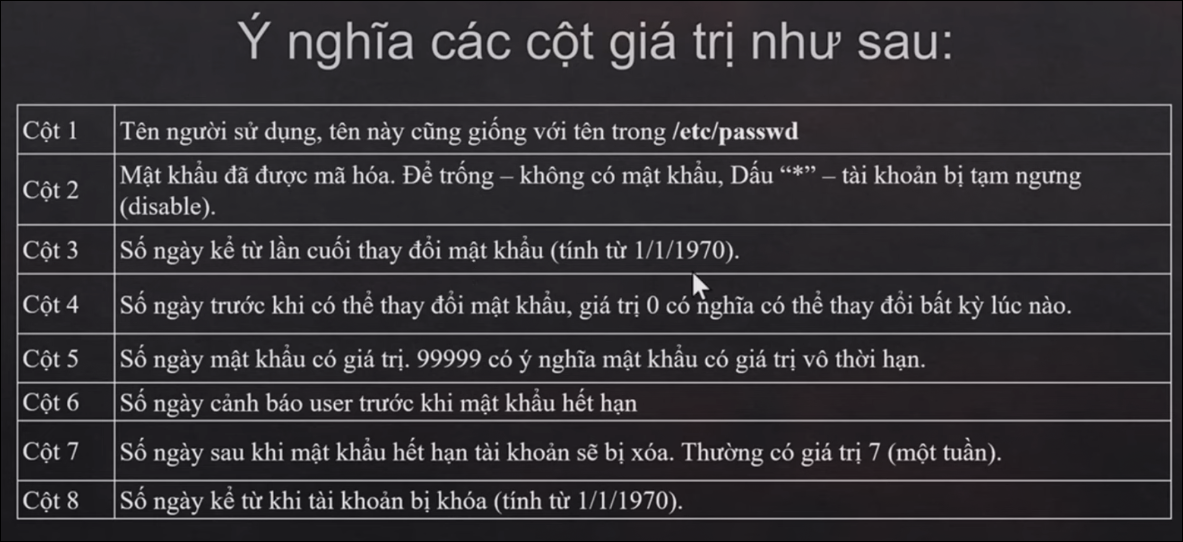 Ý nghĩa các cột giá trị như sau:
Cột 1 Tên người sử dụng, tên này cũng giống với tên trong /etc/passwd
Cột 2 Mật khẩu đã được mã hóa. Để trống – không có mật khẩu, Dấu “*” – tài khoản bị tạm ngưng
(disable).
Cột 3 Số ngày kể từ lần cuối thay đổi mật khẩu (tính từ 1/1/1970).
Cột 4 Số ngày trước khi có thể thay đổi mật khẩu, giá trị 0 có nghĩa có thể thay đổi bất kỳ lúc nào.
Cột 5 Số ngày mật khẩu có giá trị. 99999 có ý nghĩa mật khẩu có giá trị vô thời hạn.
Cột 6 Số ngày cảnh báo user trước khi mật khẩu hết hạn
Cột 7 Số ngày sau khi mật khẩu hết hạn tài khoản sẽ bị xóa. Thường có giá trị 7 (một tuần).
Cột 8 Số ngày kể từ khi tài khoản bị khóa (tính từ 1/1/1970).